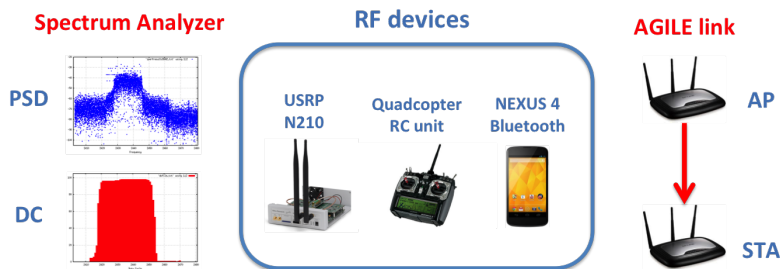 Spectrum Analyzer
RF devices
AGILE link
PSD
USRP
N210
Quadcopter
RC unit
NEXUS 4
Bluetooth
AP
DC
STA